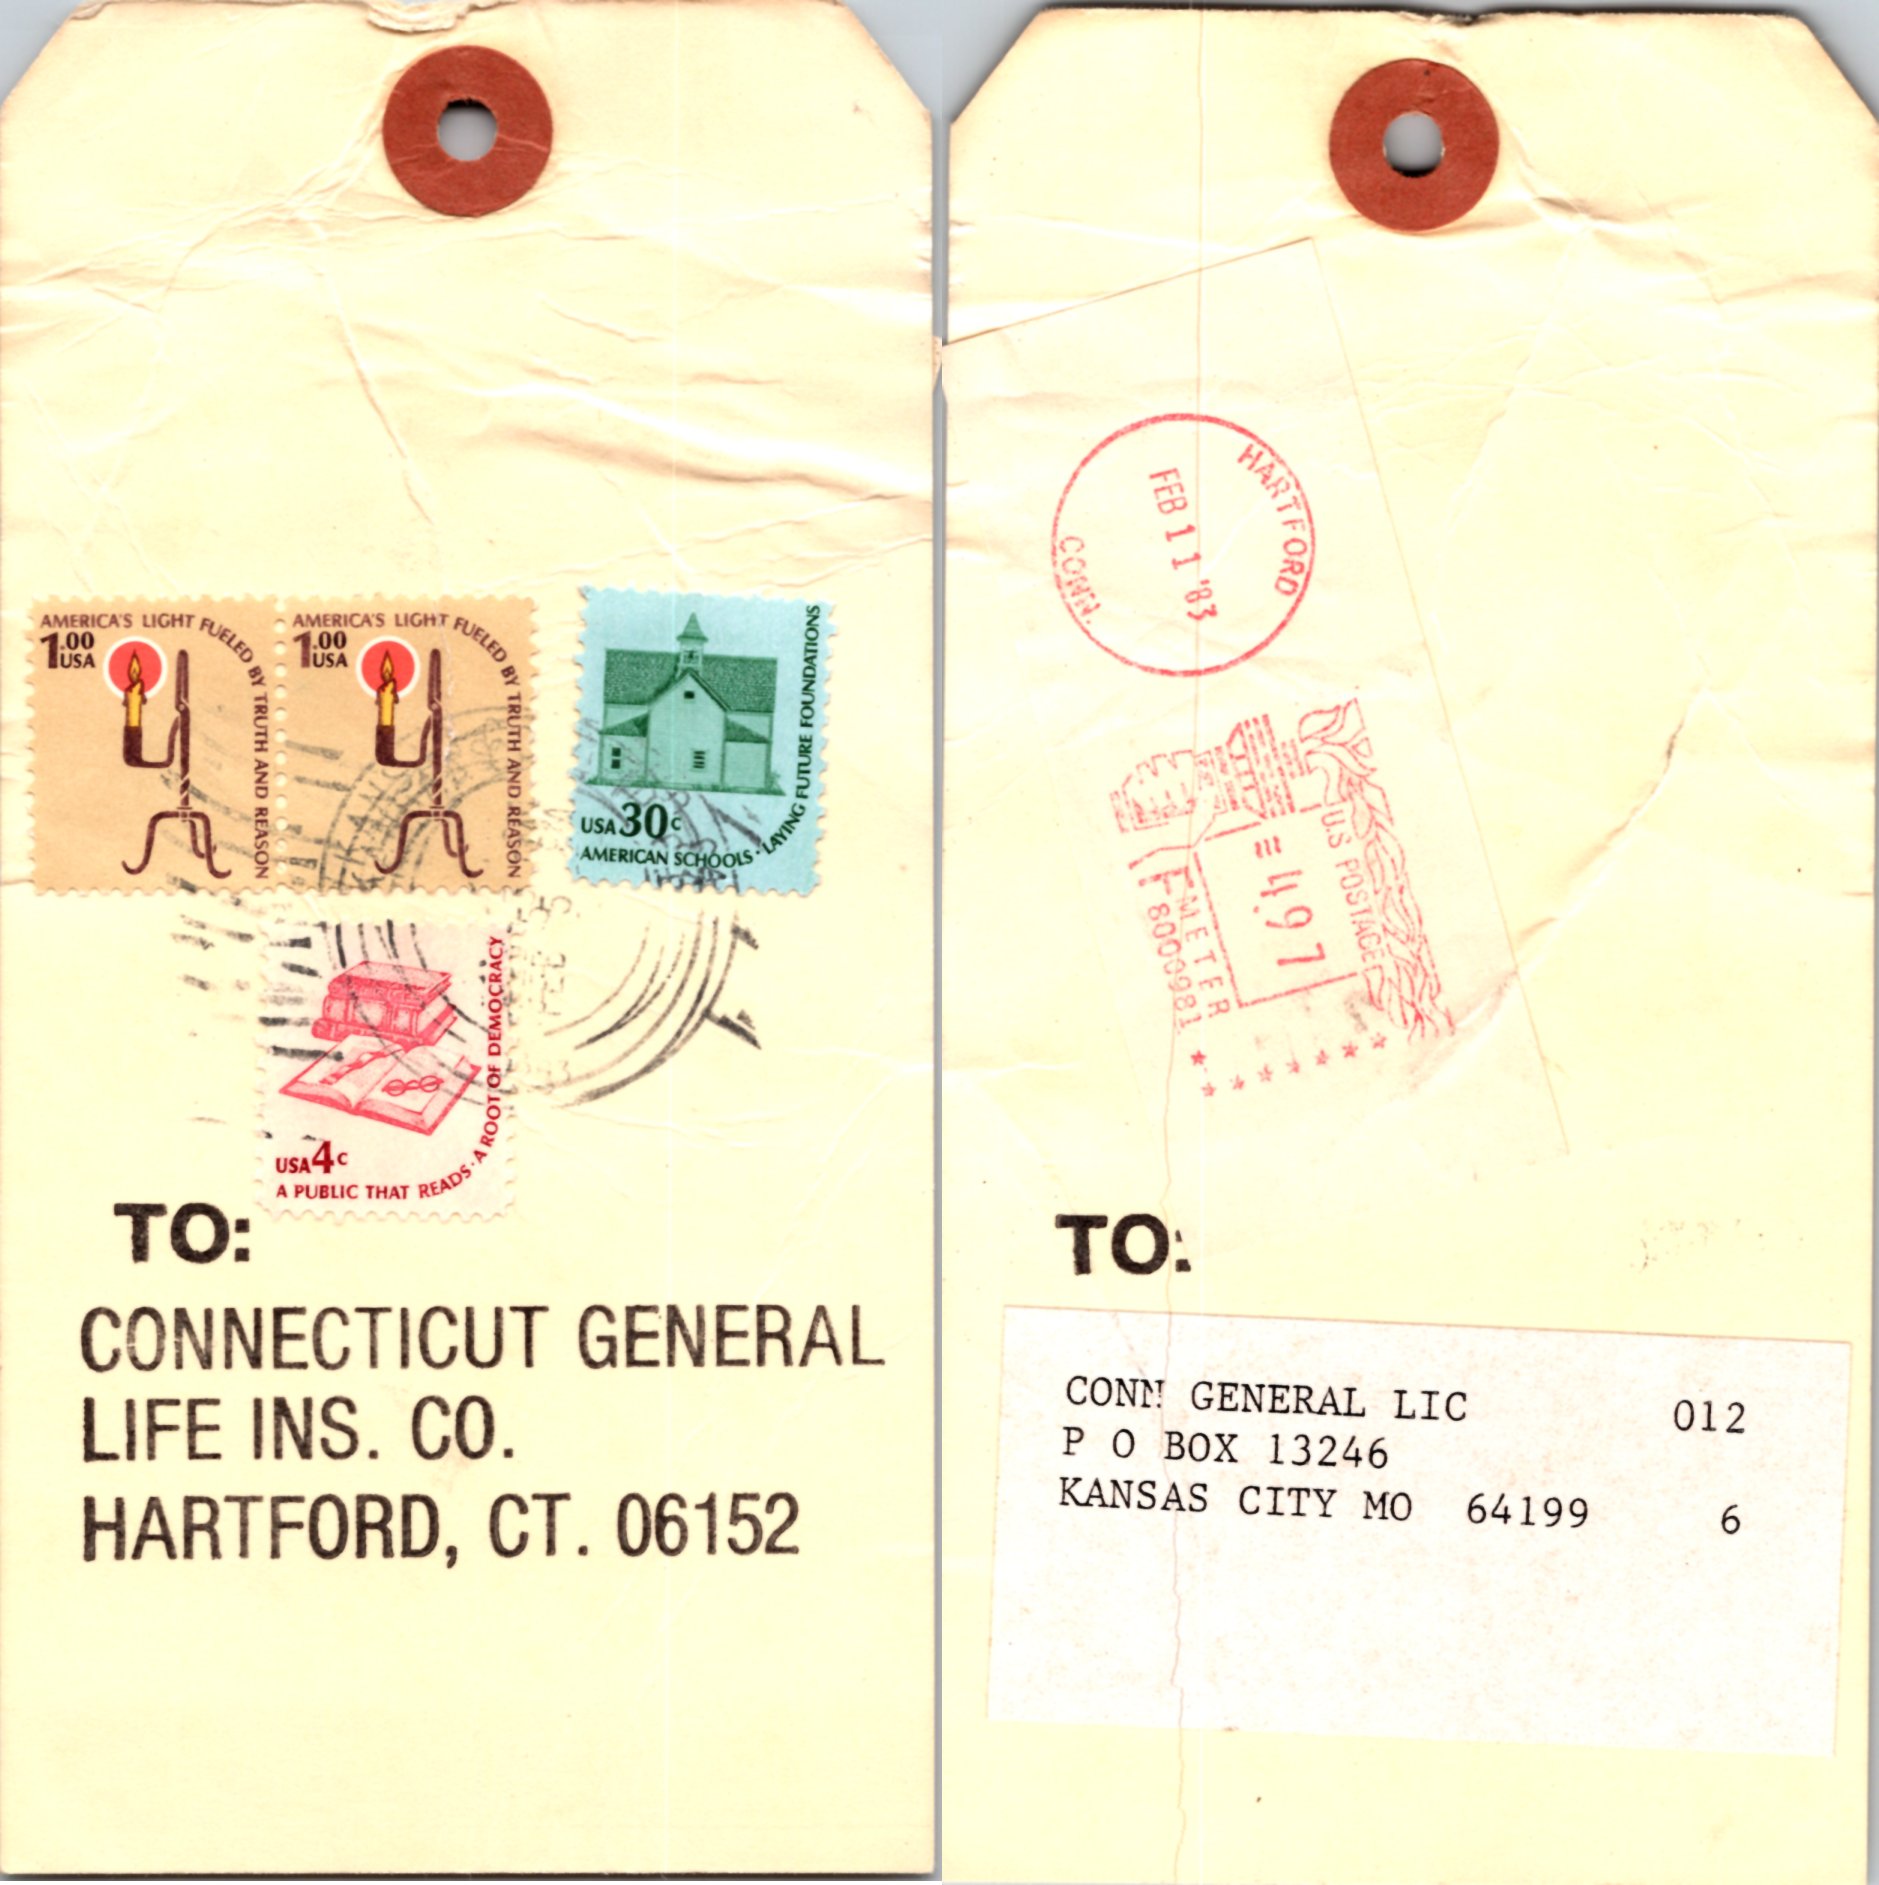 AMERICA'S LIGHT FUELED BY TRUTH AND REASON
1.00
USA
AMERICA'S LIGHT FUELED BY TRUTH AND REASON
1.00
USA
USA 30c
AMERICAN SCHOOLS · LAYING FUTURE FOUNDATIONS
USA 4c
A PUBLIC THAT READS · A ROOT OF DEMOCRACY
TO:
CONNECTICUT GENERAL
LIFE INS. CO.
HARTFORD, CT. 06152
HARTFORD
FEB 11 '83
CONN.
U.S. POSTAGE
4.97
METER
800981
TO:
CONN GENERAL LIC 012
P O BOX 13246
KANSAS CITY MO 64199 6